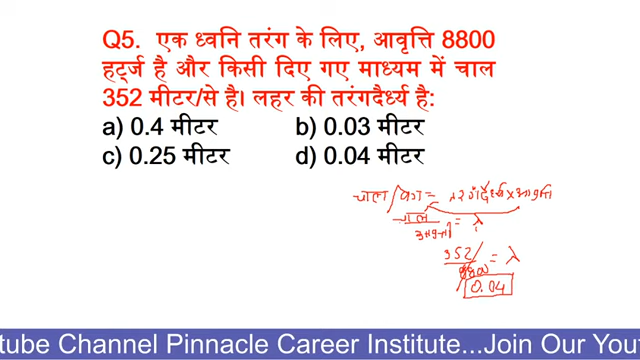 Q5. एक ध्वनि तरंग के लिए, आवृत्ति 8800
हर्ट्ज है और किसी दिए गए माध्यम में चाल
352 मीटर/से है। लहर की तरंगदैर्ध्य है:
a) 0.4 मीटर b) 0.03 मीटर
c) 0.25 मीटर d) 0.04 मीटर
चाल/वेग = तरंगदैर्ध्य × आवृत्ति
चाल = λ
352/ = λ
0.04
tube Channel Pinnacle Career Institute...Join Our You